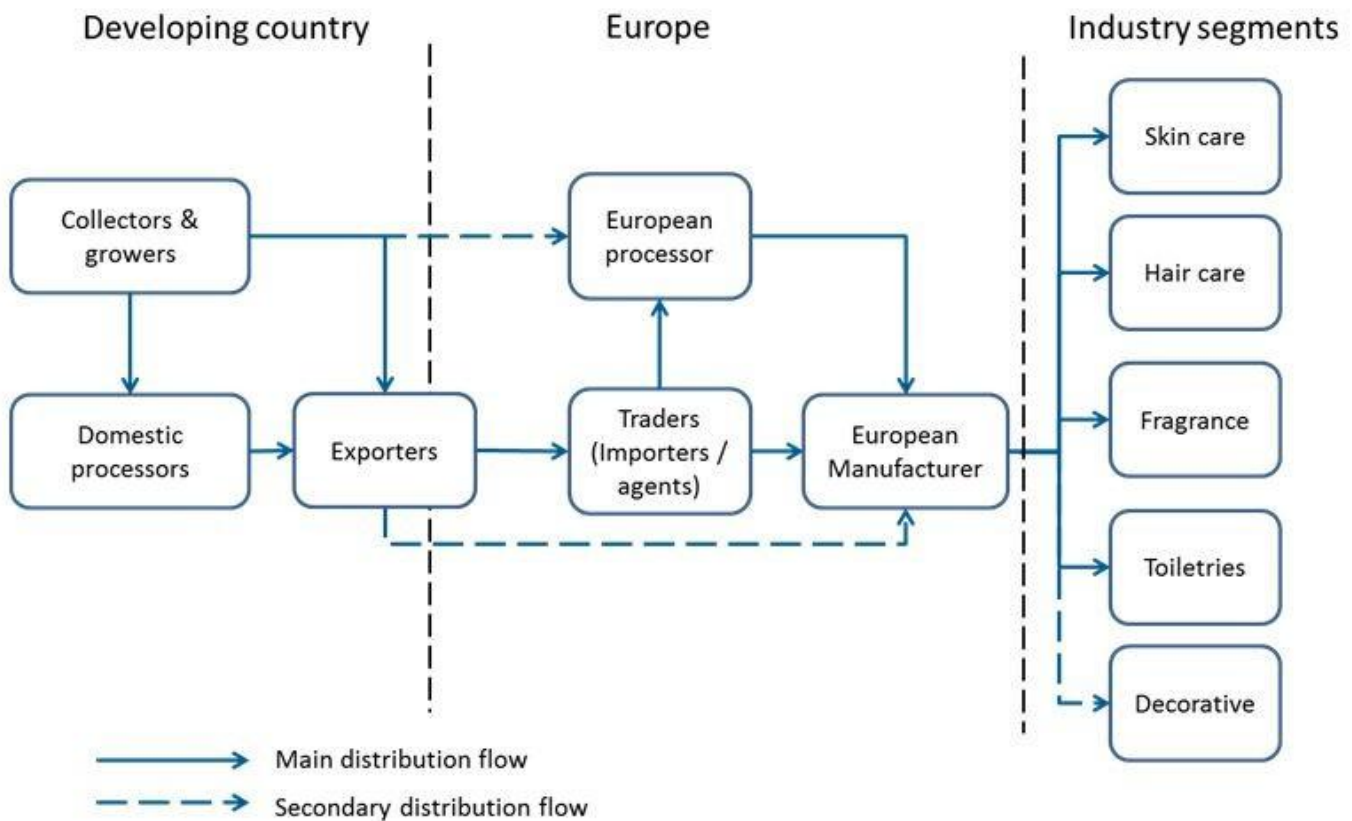 Developing country
Europe
Industry segments
Skin care
Collectors &
growers
European
processor
Hair care
Domestic
processors
Exporters
Traders
(Importers /
agents)
European
Manufacturer
Fragrance
Toiletries
Decorative
Main distribution flow
Secondary distribution flow